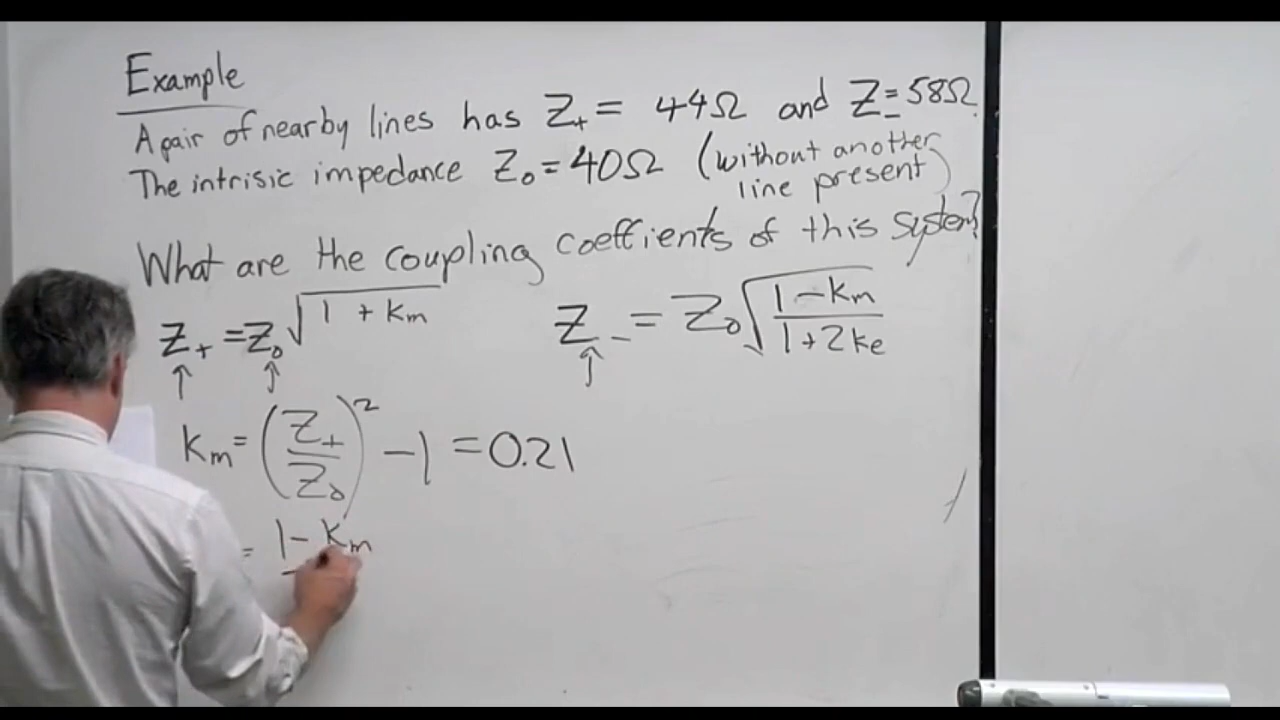 Example
A pair of nearby lines has Z₊ = 44Ω and Z₋ = 58Ω.
The intrisic impedance Z₀ = 40Ω (without another
line present)
What are the coupling coeffients of this system?
Z₊ = Z₀ √(1 + km)
Z₋ = Z₀ √((1 - km)/(1 + 2ke))
km = (Z₊/Z₀)² - 1 = 0.21
= 1 - km